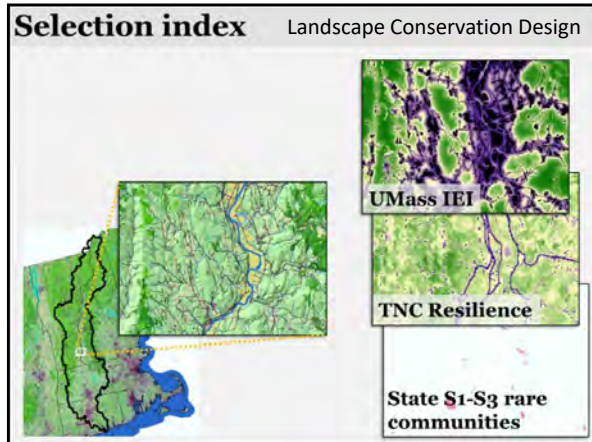 Selection index
Landscape Conservation Design
UMass IEI
TNC Resilience
State S1-S3 rare
communities